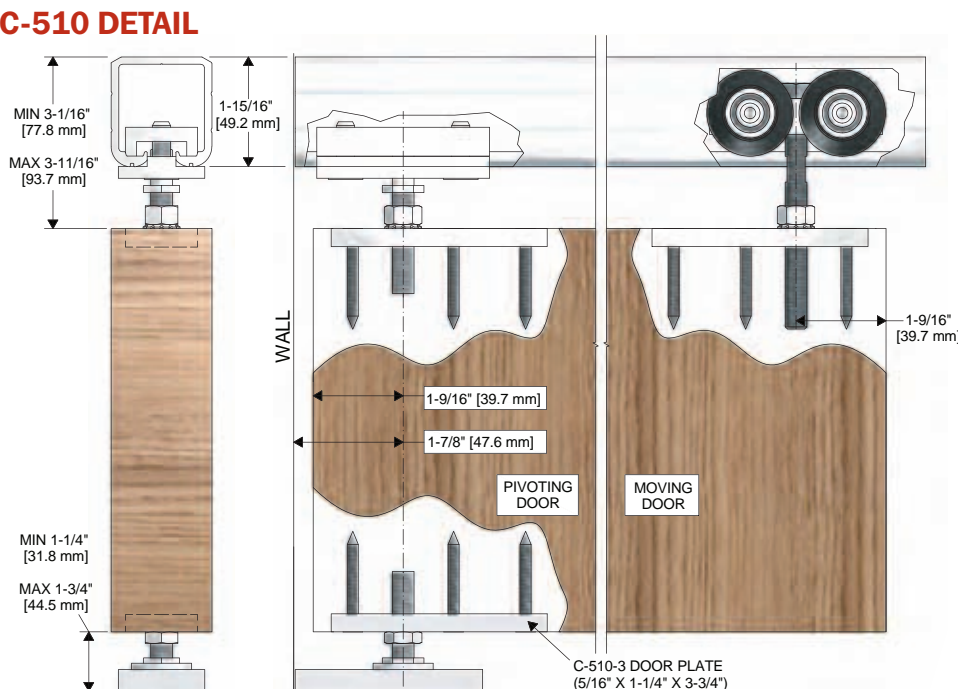 C-510 DETAIL
MIN 3-1/16"
[77.8 mm]
MAX 3-11/16"
[93.7 mm]
1-15/16"
[49.2 mm]
WALL
1-9/16"
[39.7 mm]
1-9/16" [39.7 mm]
1-7/8" [47.6 mm]
PIVOTING
DOOR
MOVING
DOOR
MIN 1-1/4"
[31.8 mm]
MAX 1-3/4"
[44.5 mm]
C-510-3 DOOR PLATE
(5/16" X 1-1/4" X 3-3/4")